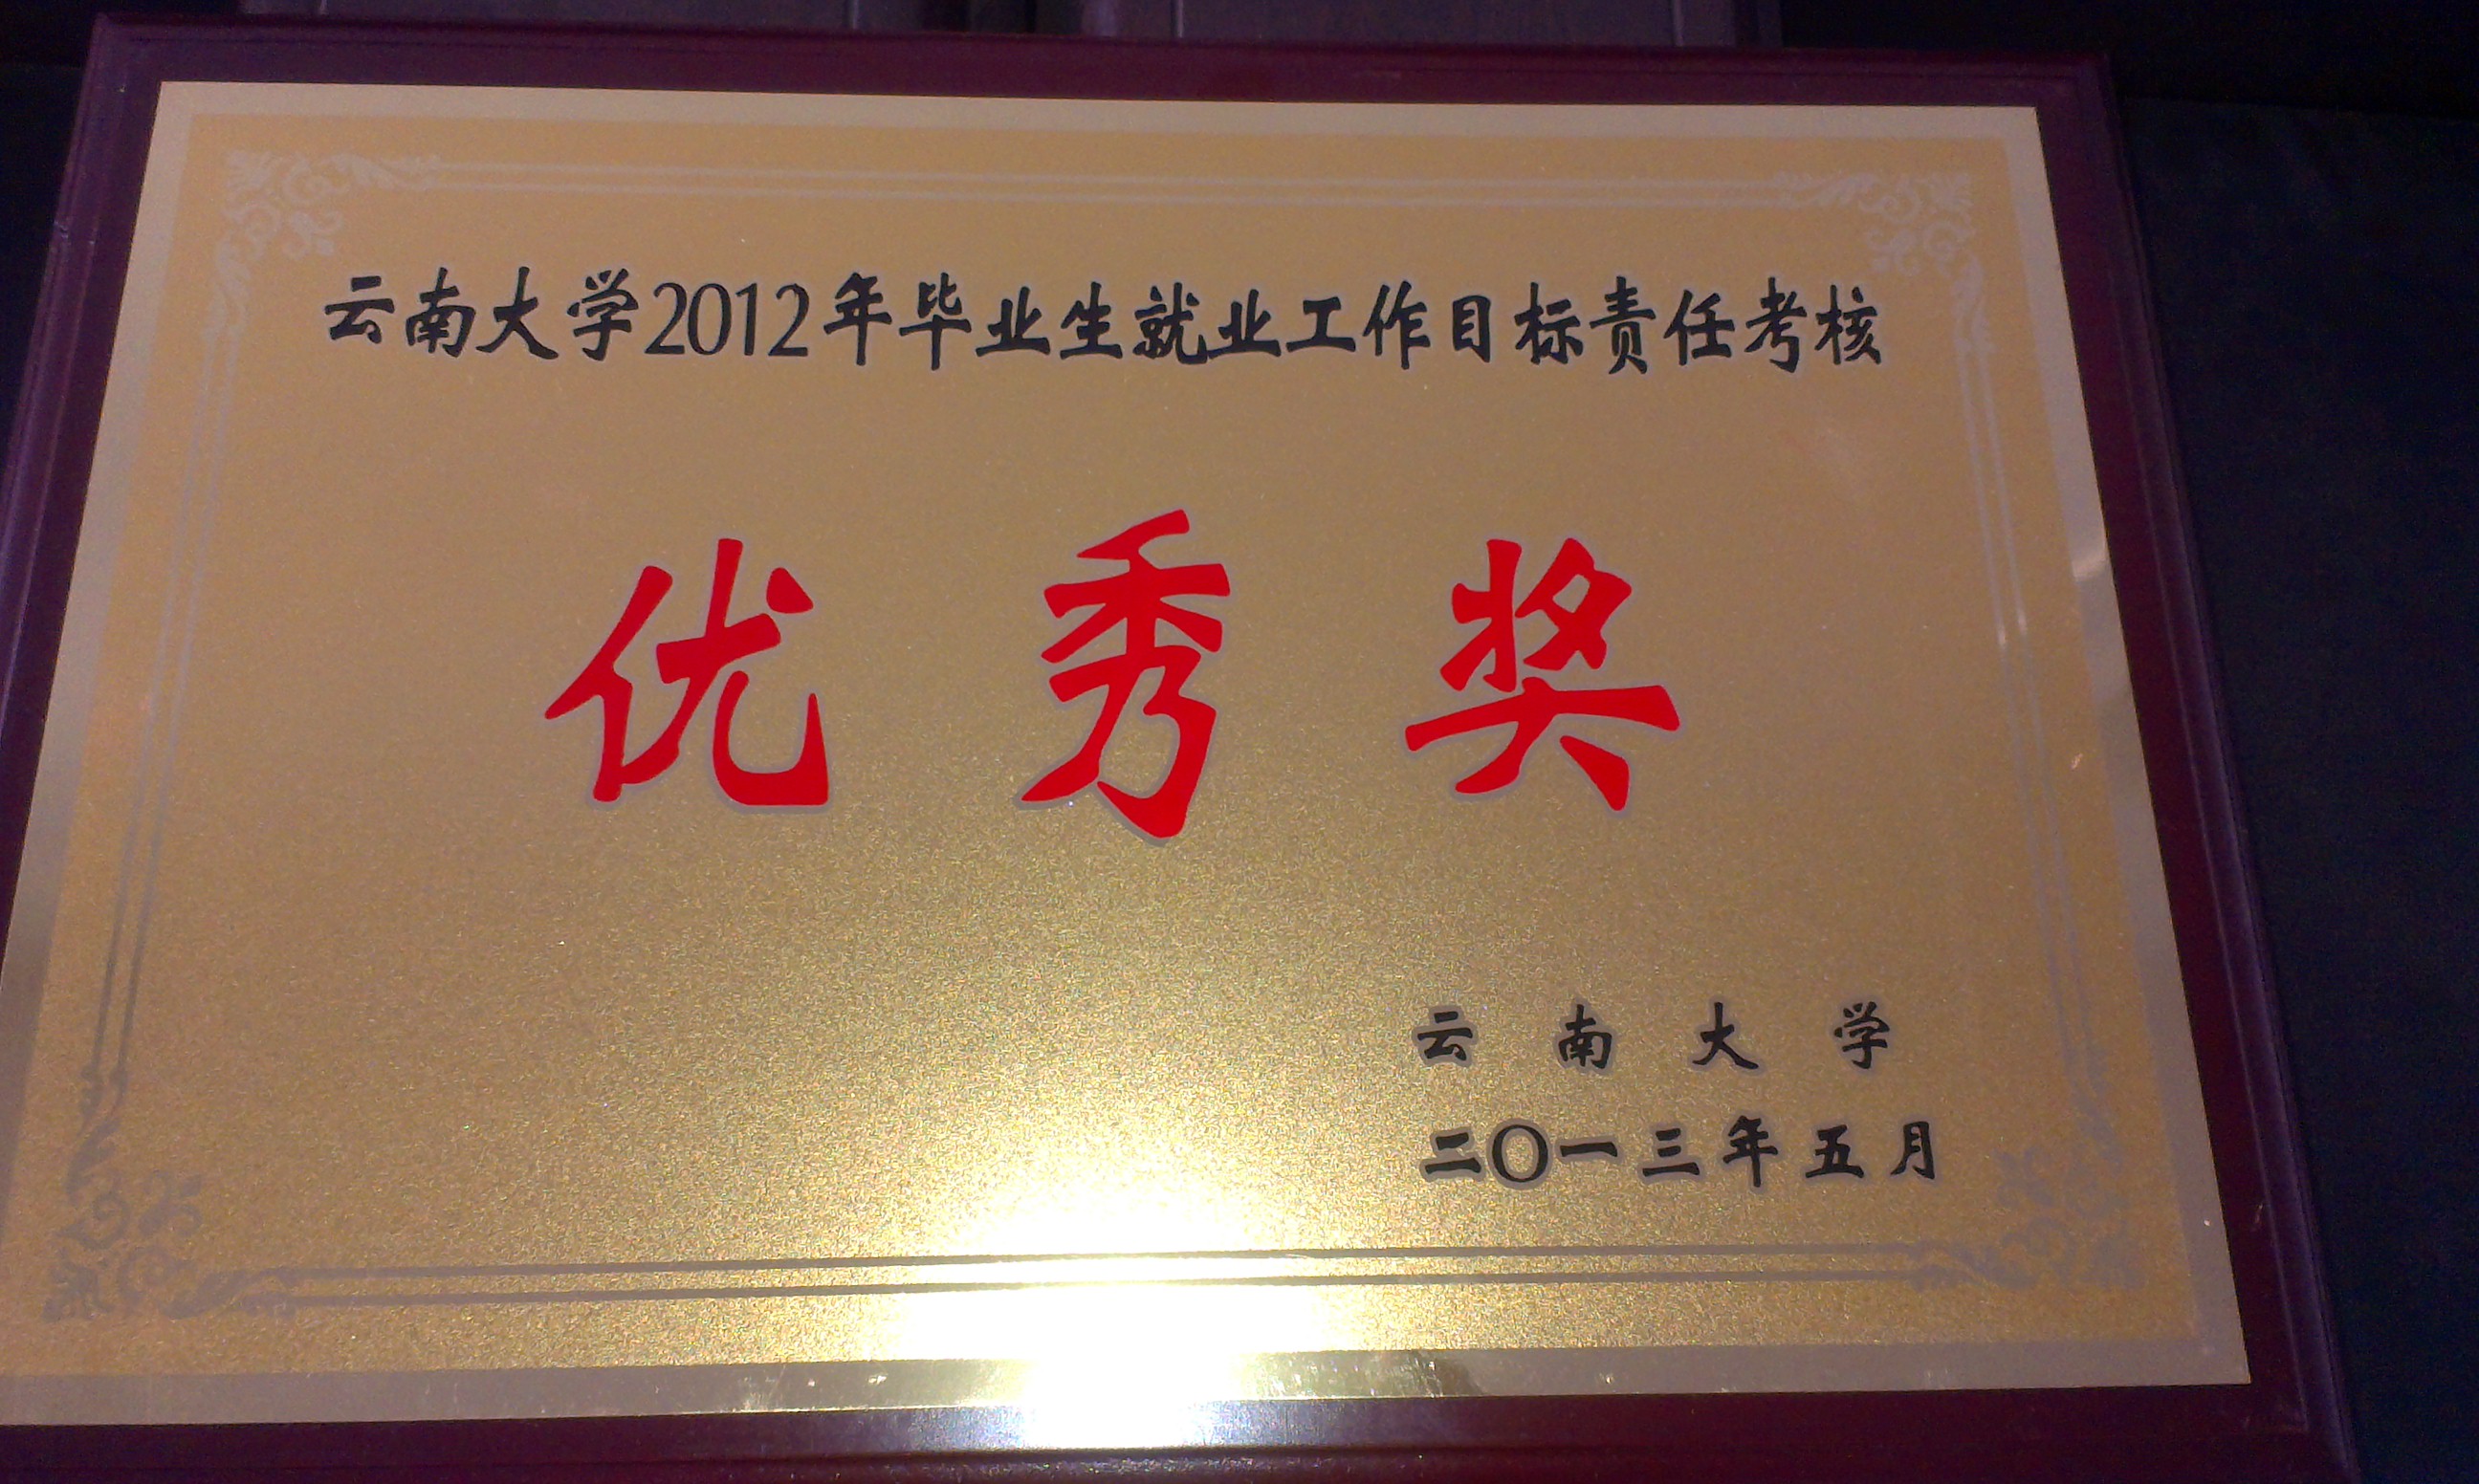 云南大学2012年毕业生就业工作目标责任考核
优秀奖
云南大学
二〇一三年五月